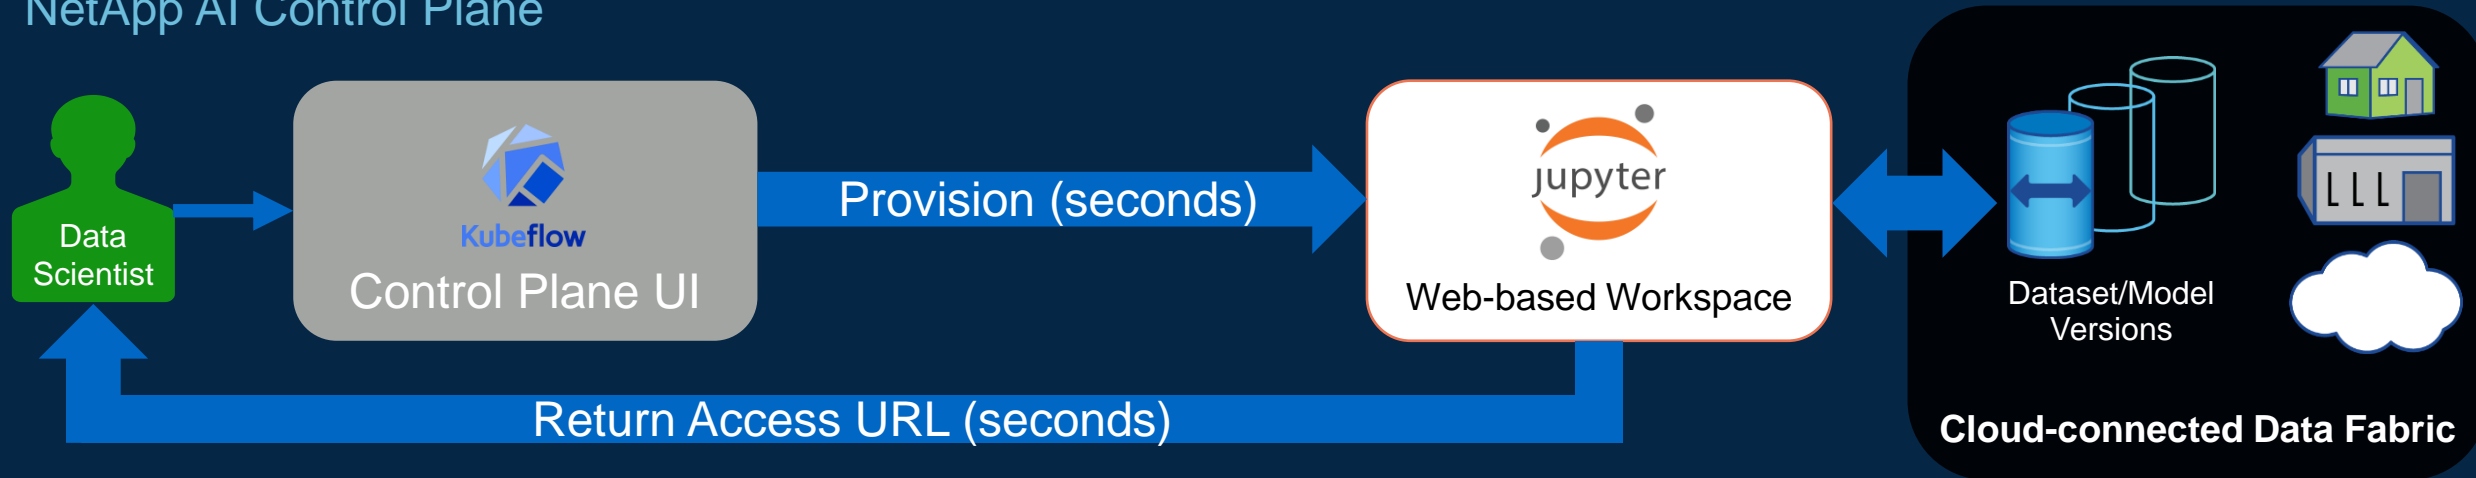 NetApp AI Control Plane
Data
Scientist
Kubeflow
Control Plane UI
Provision (seconds)
jupyter
Web-based Workspace
Dataset/Model
Versions
Return Access URL (seconds)
Cloud-connected Data Fabric